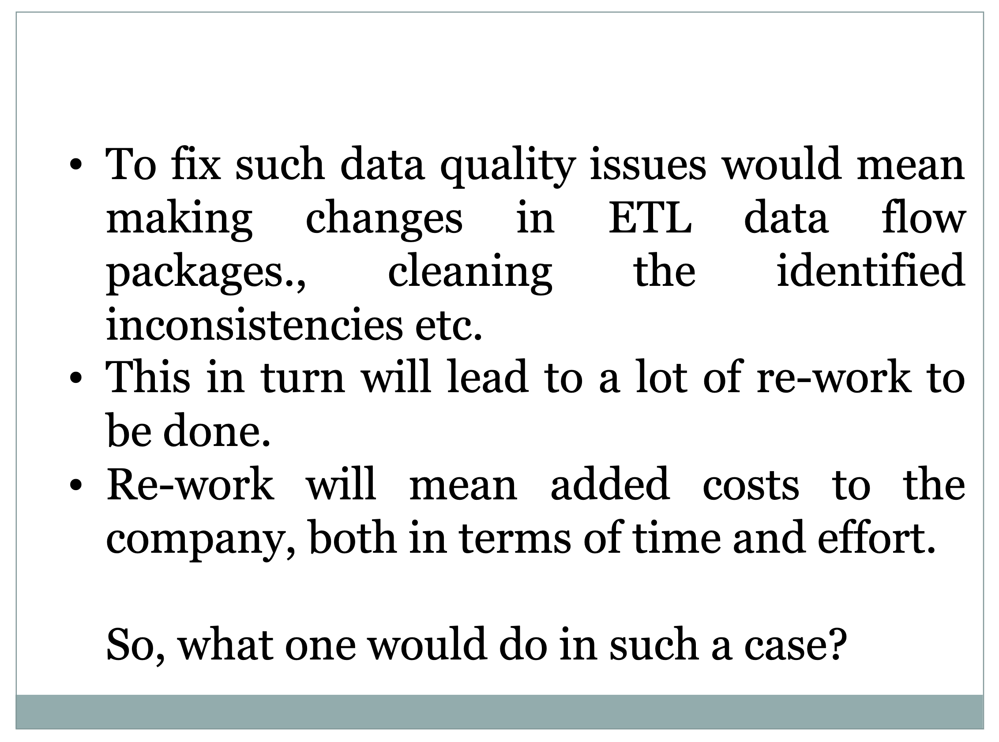 • To fix such data quality issues would mean
making changes in ETL data flow
packages., cleaning the identified
inconsistencies etc.
• This in turn will lead to a lot of re-work to
be done.
• Re-work will mean added costs to the
company, both in terms of time and effort.
So, what one would do in such a case?